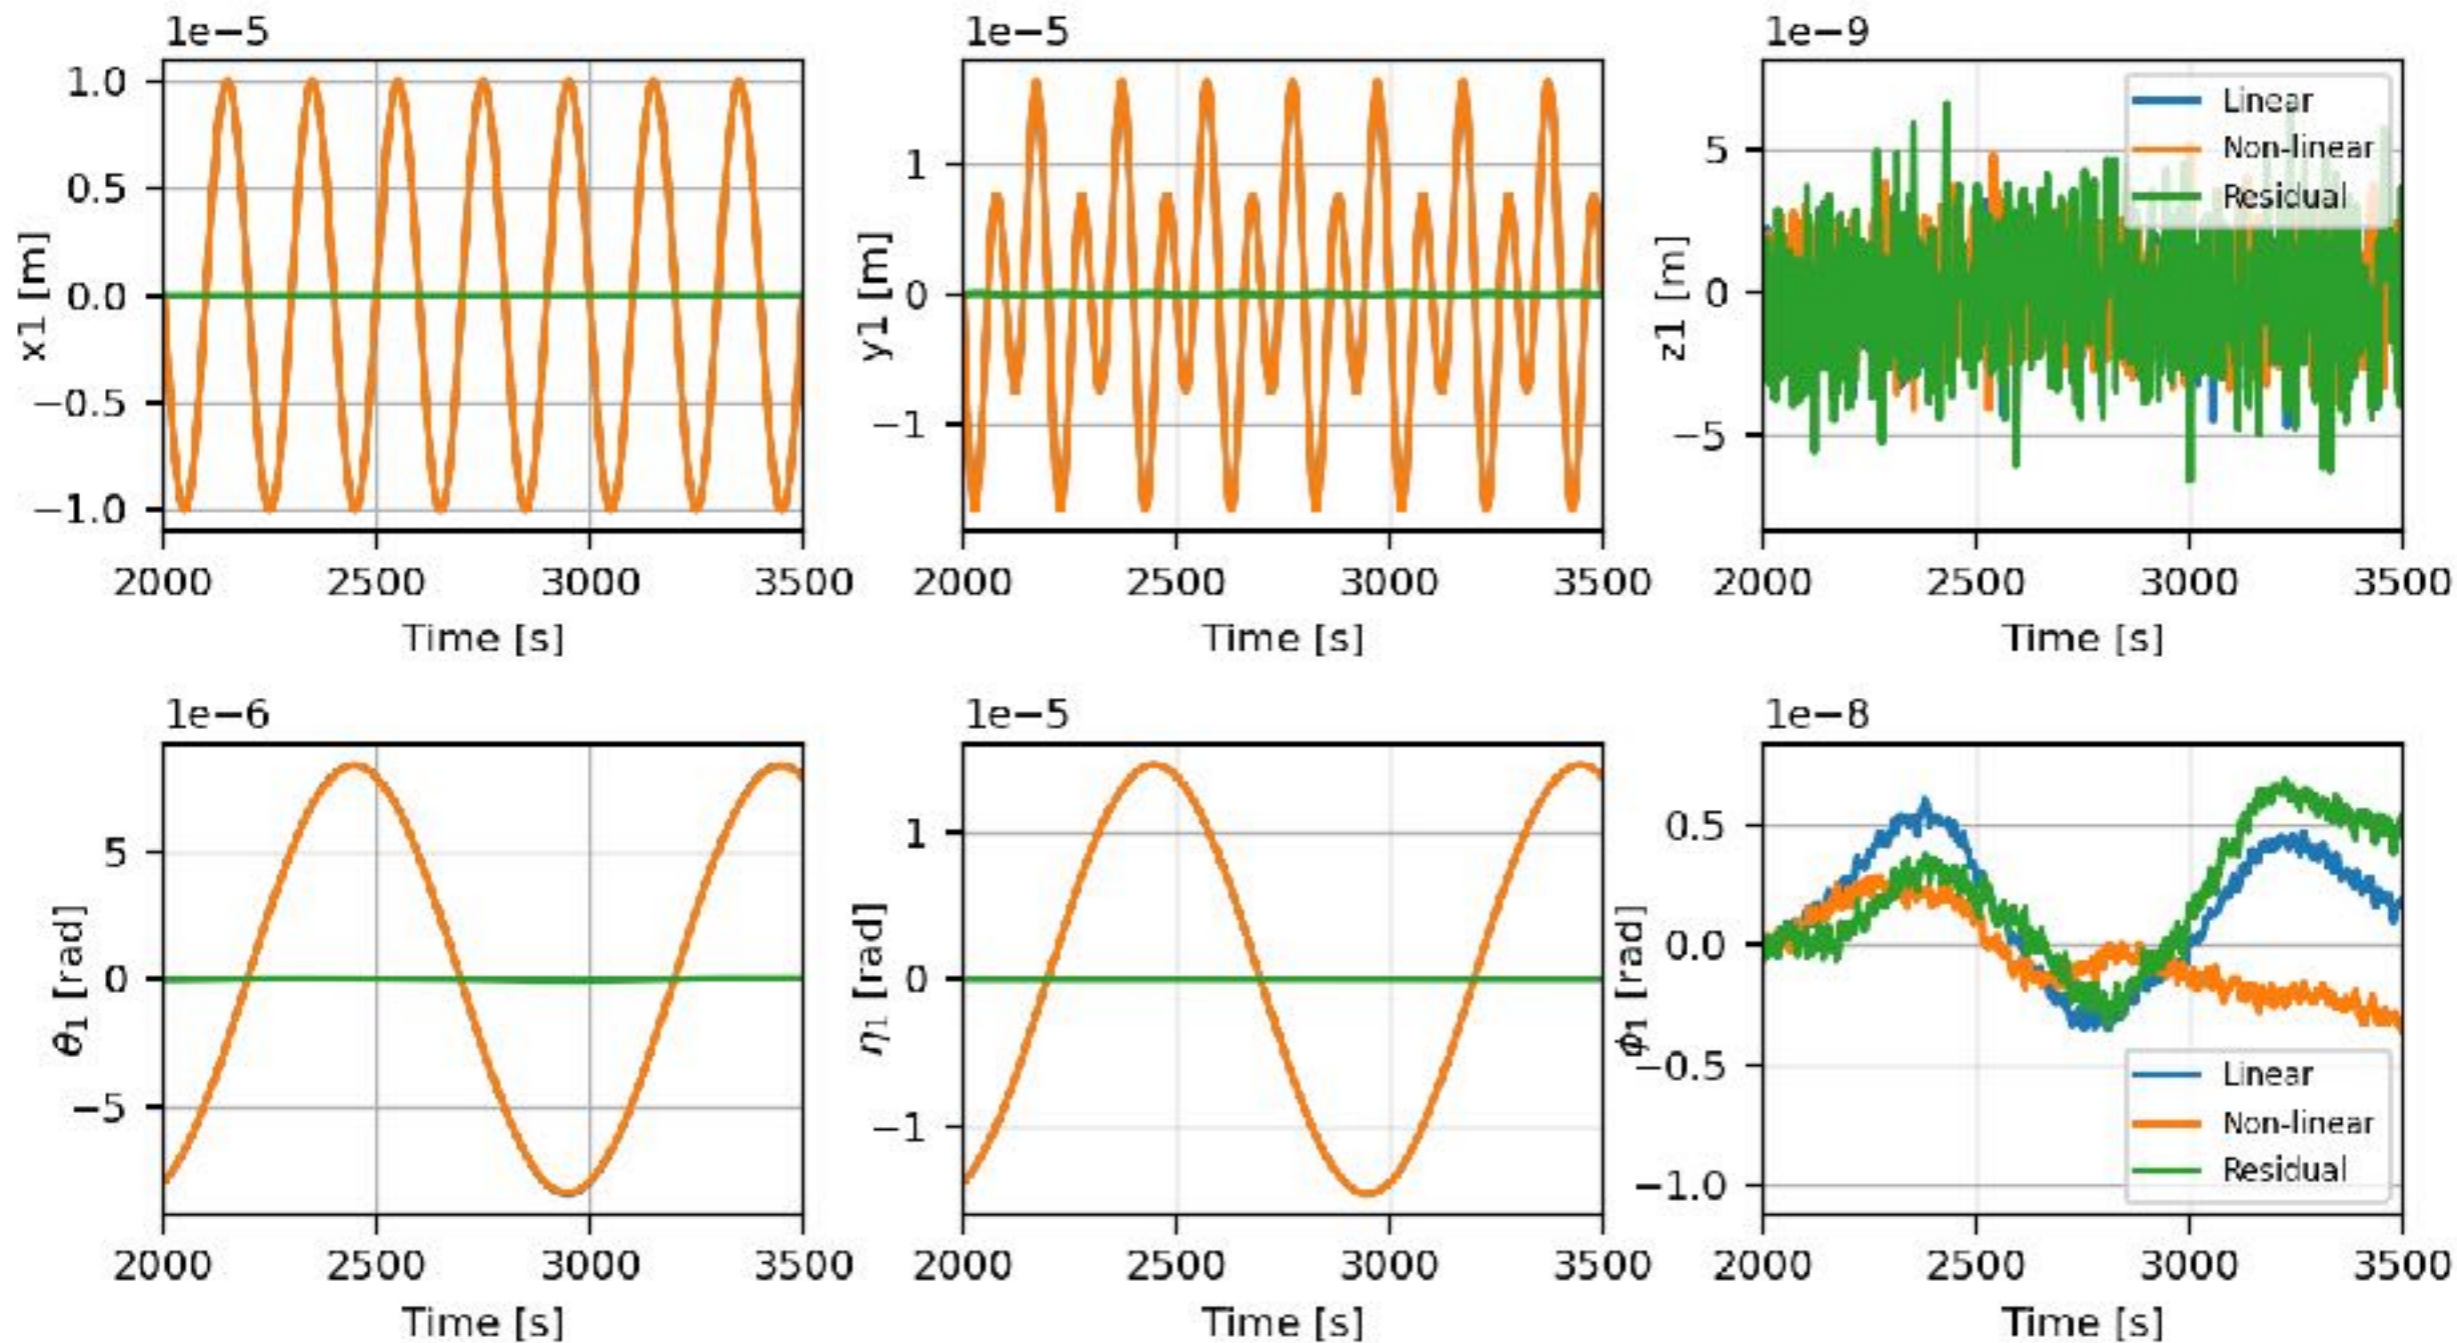 1e−5
1.0
0.5
0.0
−0.5
−1.0
x1 [m]
2000 2500 3000 3500
Time [s]
1e−5
1
0
−1
y1 [m]
2000 2500 3000 3500
Time [s]
1e−9
5
0
−5
z1 [m]
Linear
Non-linear
Residual
2000 2500 3000 3500
Time [s]
1e−6
5
0
−5
θ1 [rad]
2000 2500 3000 3500
Time [s]
1e−5
1
0
−1
η1 [rad]
2000 2500 3000 3500
Time [s]
1e−8
0.5
0.0
−0.5
−1.0
ϕ1 [rad]
Linear
Non-linear
Residual
2000 2500 3000 3500
Time [s]